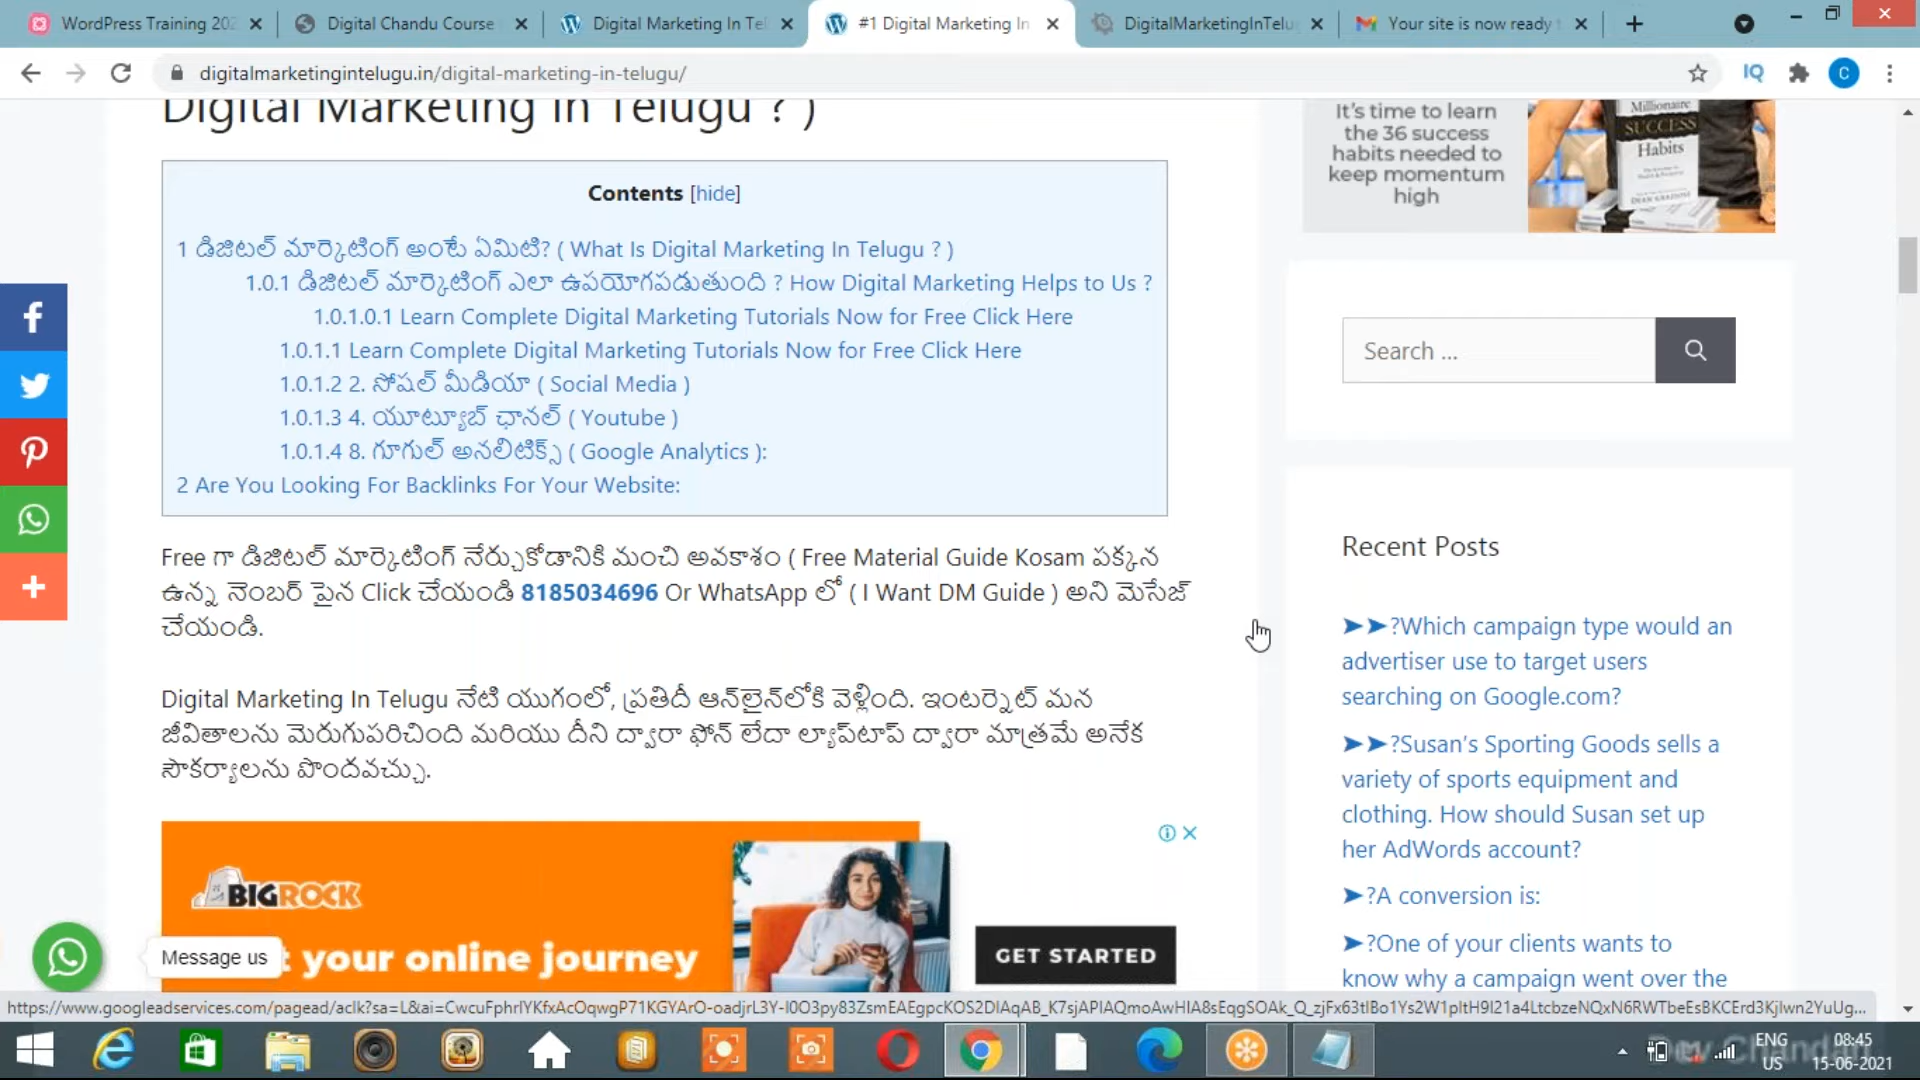 WordPress Training 202
Digital Chandu Course
Digital Marketing In Te
#1 Digital Marketing In
DigitalMarketingInTelu
Your site is now ready
digitalmarketingintelugu.in/digital-marketing-in-telugu/
IQ
C
Digital Marketing In Telugu ? )
Contents [hide]
1 డిజిటల్ మార్కెటింగ్ అంటే ఏమిటి? ( What Is Digital Marketing In Telugu ? )
1.0.1 డిజిటల్ మార్కెటింగ్ ఎలా ఉపయోగపడుతుంది ? How Digital Marketing Helps to Us ?
1.0.1.0.1 Learn Complete Digital Marketing Tutorials Now for Free Click Here
1.0.1.1 Learn Complete Digital Marketing Tutorials Now for Free Click Here
1.0.1.2 2. సోషల్ మీడియా ( Social Media )
1.0.1.3 4. యూట్యూబ్ ఛానల్ ( Youtube )
1.0.1.4 8. గూగుల్ అనలిటిక్స్ ( Google Analytics ):
2 Are You Looking For Backlinks For Your Website:
Free గా డిజిటల్ మార్కెటింగ్ నేర్చుకోడానికి మంచి అవకాశం ( Free Material Guide Kosam పక్కన
ఉన్న నెంబర్ పైన Click చేయండి 8185034696 Or WhatsApp లో ( I Want DM Guide ) అని మెసేజ్
చేయండి.
Digital Marketing In Telugu నేటి యుగంలో, ప్రతిదీ ఆన్‌లైన్‌లోకి వెళ్లింది. ఇంటర్నెట్ మన
జీవితాలను మెరుగుపరిచింది మరియు దీని ద్వారా ఫోన్ లేదా ల్యాప్‌టాప్ ద్వారా మాత్రమే అనేక
సౌకర్యాలను పొందవచ్చు.
BIGROCK
your online journey
GET STARTED
Message us
It's time to learn
the 36 success
habits needed to
keep momentum
high
Millionaire
SUCCESS
Habits
Search ...
Recent Posts
➤➤?Which campaign type would an
advertiser use to target users
searching on Google.com?
➤➤?Susan's Sporting Goods sells a
variety of sports equipment and
clothing. How should Susan set up
her AdWords account?
➤?A conversion is:
➤?One of your clients wants to
know why a campaign went over the
ENG
US
08:45
15-06-2021